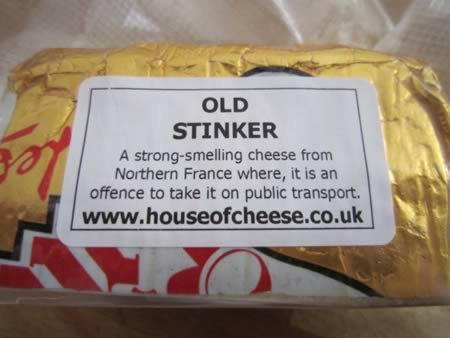 OLD
STINKER
A strong-smelling cheese from
Northern France where, it is an
offence to take it on public transport.
www.houseofcheese.co.uk